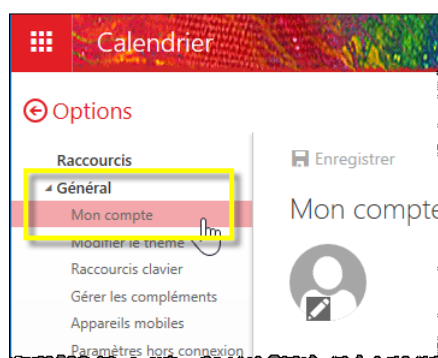 Calendrier
Options
Raccourcis
Général
Mon compte
Modifier le thème
Raccourcis clavier
Gérer les compléments
Appareils mobiles
Paramètres hors connexion
Enregistrer
Mon compte